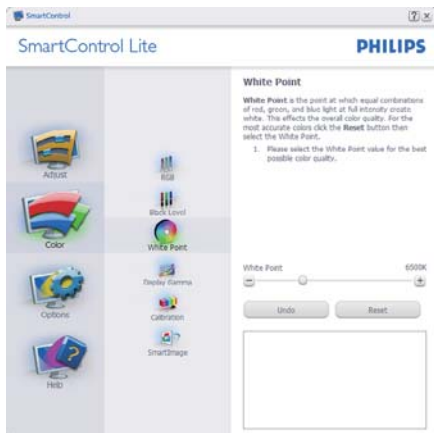 SmartControl
SmartControl Lite
PHILIPS
Adjust
Color
Options
Help
RGB
Black Level
White Point
Display Gamma
Calibration
SmartImage
White Point
White Point is the point at which equal combinations
of red, green, and blue light at full intensity create
white. This effects the overall color quality. For the
most accurate colors click the Reset button then
select the White Point.
1. Please select the White Point value for the best
possible color quality.
White Point 6500K
Undo Reset